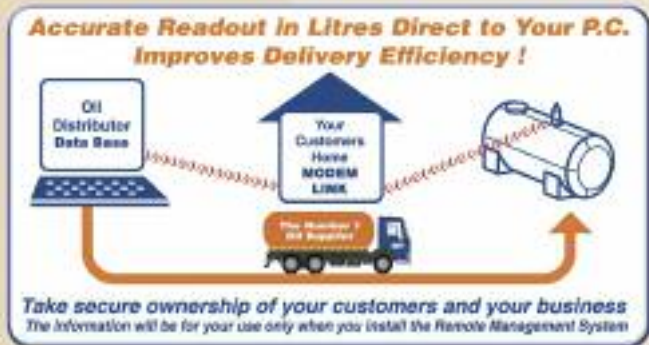 Accurate Readout in Litres Direct to Your P.C.
Improves Delivery Efficiency !
Oil
Distributor
Data Base
Your
Customers
Home
MODEM
LINK
The Number 1
Oil Supplier
Take secure ownership of your customers and your business
The information will be for your use only when you install the Remote Management System